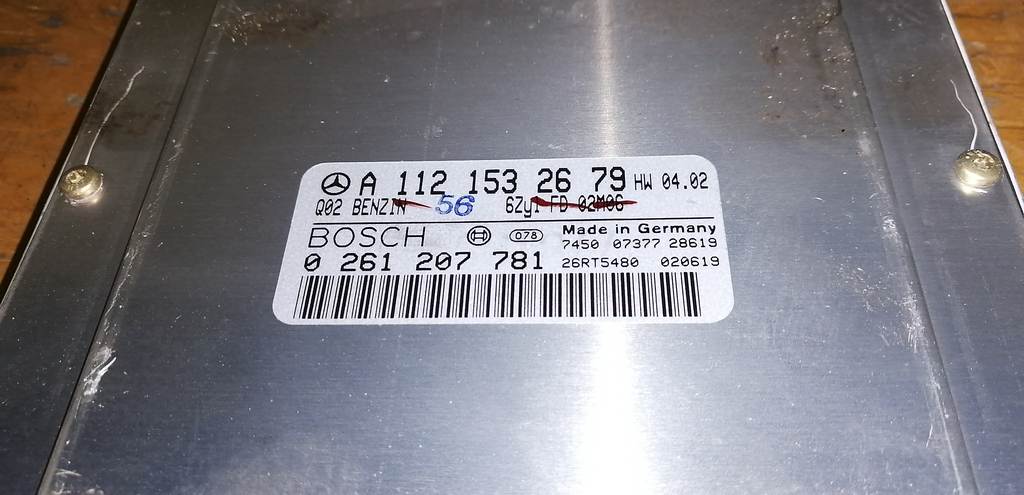 A 112 153 26 79 HW 04.02
Q02 BENZIN 56 6Zyl FD 02M06
BOSCH 078 Made in Germany
7450 07377 28619
0 261 207 781 26RT5480 020619